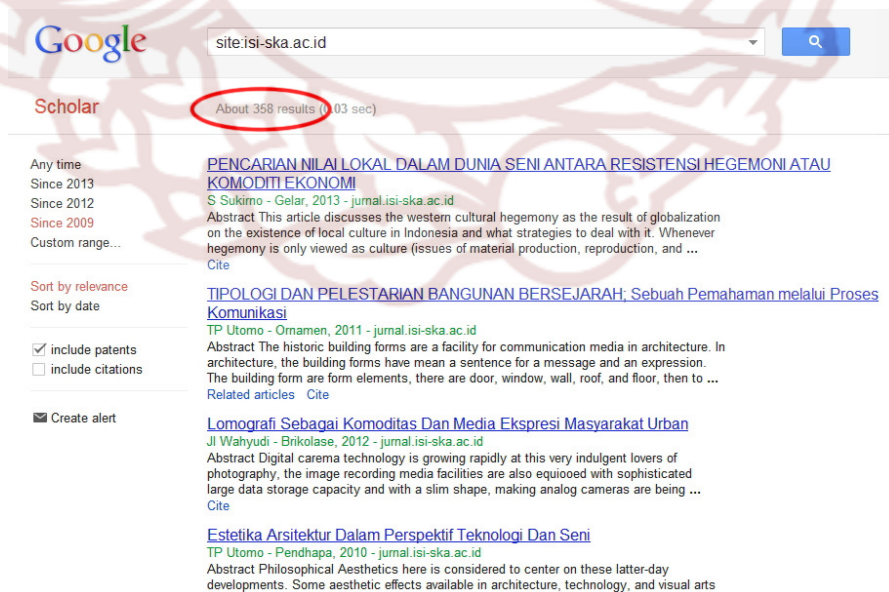 Google
site:isi-ska.ac.id
Scholar
About 358 results (0.03 sec)
Any time
Since 2013
Since 2012
Since 2009
Custom range...
Sort by relevance
Sort by date
include patents
include citations
Create alert
PENCARIAN NILAI LOKAL DALAM DUNIA SENI ANTARA RESISTENSI HEGEMONI ATAU
KOMODITI EKONOMI
S Sukirno - Gelar, 2013 - jurnal.isi-ska.ac.id
Abstract This article discusses the western cultural hegemony as the result of globalization
on the existence of local culture in Indonesia and what strategies to deal with it. Whenever
hegemony is only viewed as culture (issues of material production, reproduction, and ...
Cite
TIPOLOGI DAN PELESTARIAN BANGUNAN BERSEJARAH; Sebuah Pemahaman melalui Proses
Komunikasi
TP Utomo - Ornamen, 2011 - jurnal.isi-ska.ac.id
Abstract The historic building forms are a facility for communication media in architecture. In
architecture, the building forms have mean a sentence for a message and an expression.
The building form are form elements, there are door, window, wall, roof, and floor, then to ...
Related articles Cite
Lomografi Sebagai Komoditas Dan Media Ekspresi Masyarakat Urban
JI Wahyudi - Brikolase, 2012 - jurnal.isi-ska.ac.id
Abstract Digital carema technology is growing rapidly at this very indulgent lovers of
photography, the image recording media facilities are also equiooed with sophisticated
large data storage capacity and with a slim shape, making analog cameras are being ...
Cite
Estetika Arsitektur Dalam Perspektif Teknologi Dan Seni
TP Utomo - Pendhapa, 2010 - jurnal.isi-ska.ac.id
Abstract Philosophical Aesthetics here is considered to center on these latter-day
developments. Some aesthetic effects available in architecture, technology, and visual arts